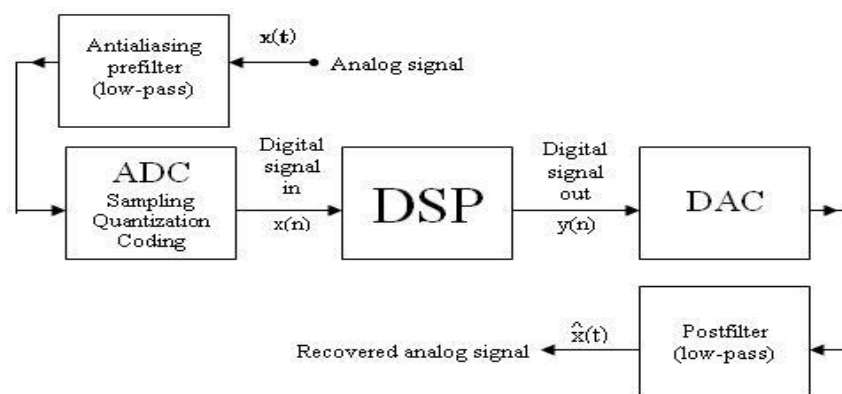 Antialiasing
prefilter
(low-pass)
x(t)
Analog signal
ADC
Sampling
Quantization
Coding
Digital
signal
in
x(n)
DSP
Digital
signal
out
y(n)
DAC
Recovered analog signal
x̂(t)
Postfilter
(low-pass)